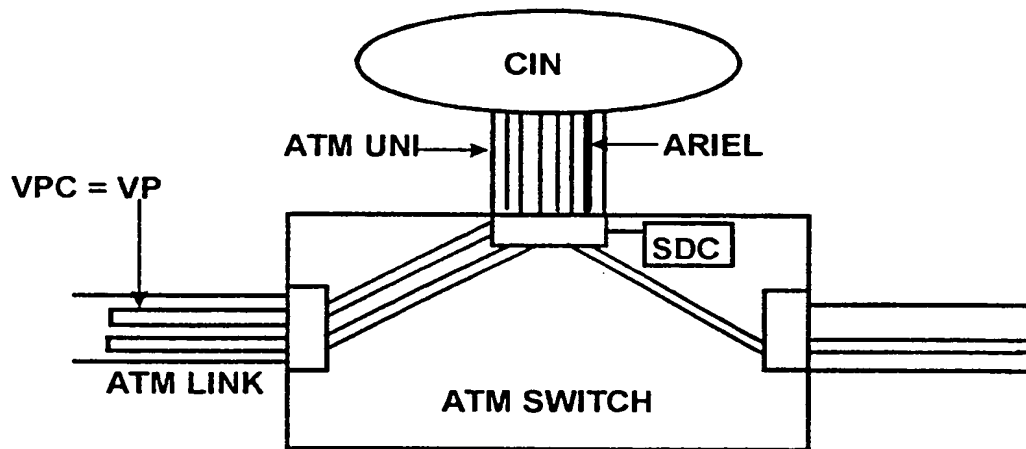 CIN
ATM UNI
ARIEL
VPC = VP
SDC
ATM LINK
ATM SWITCH